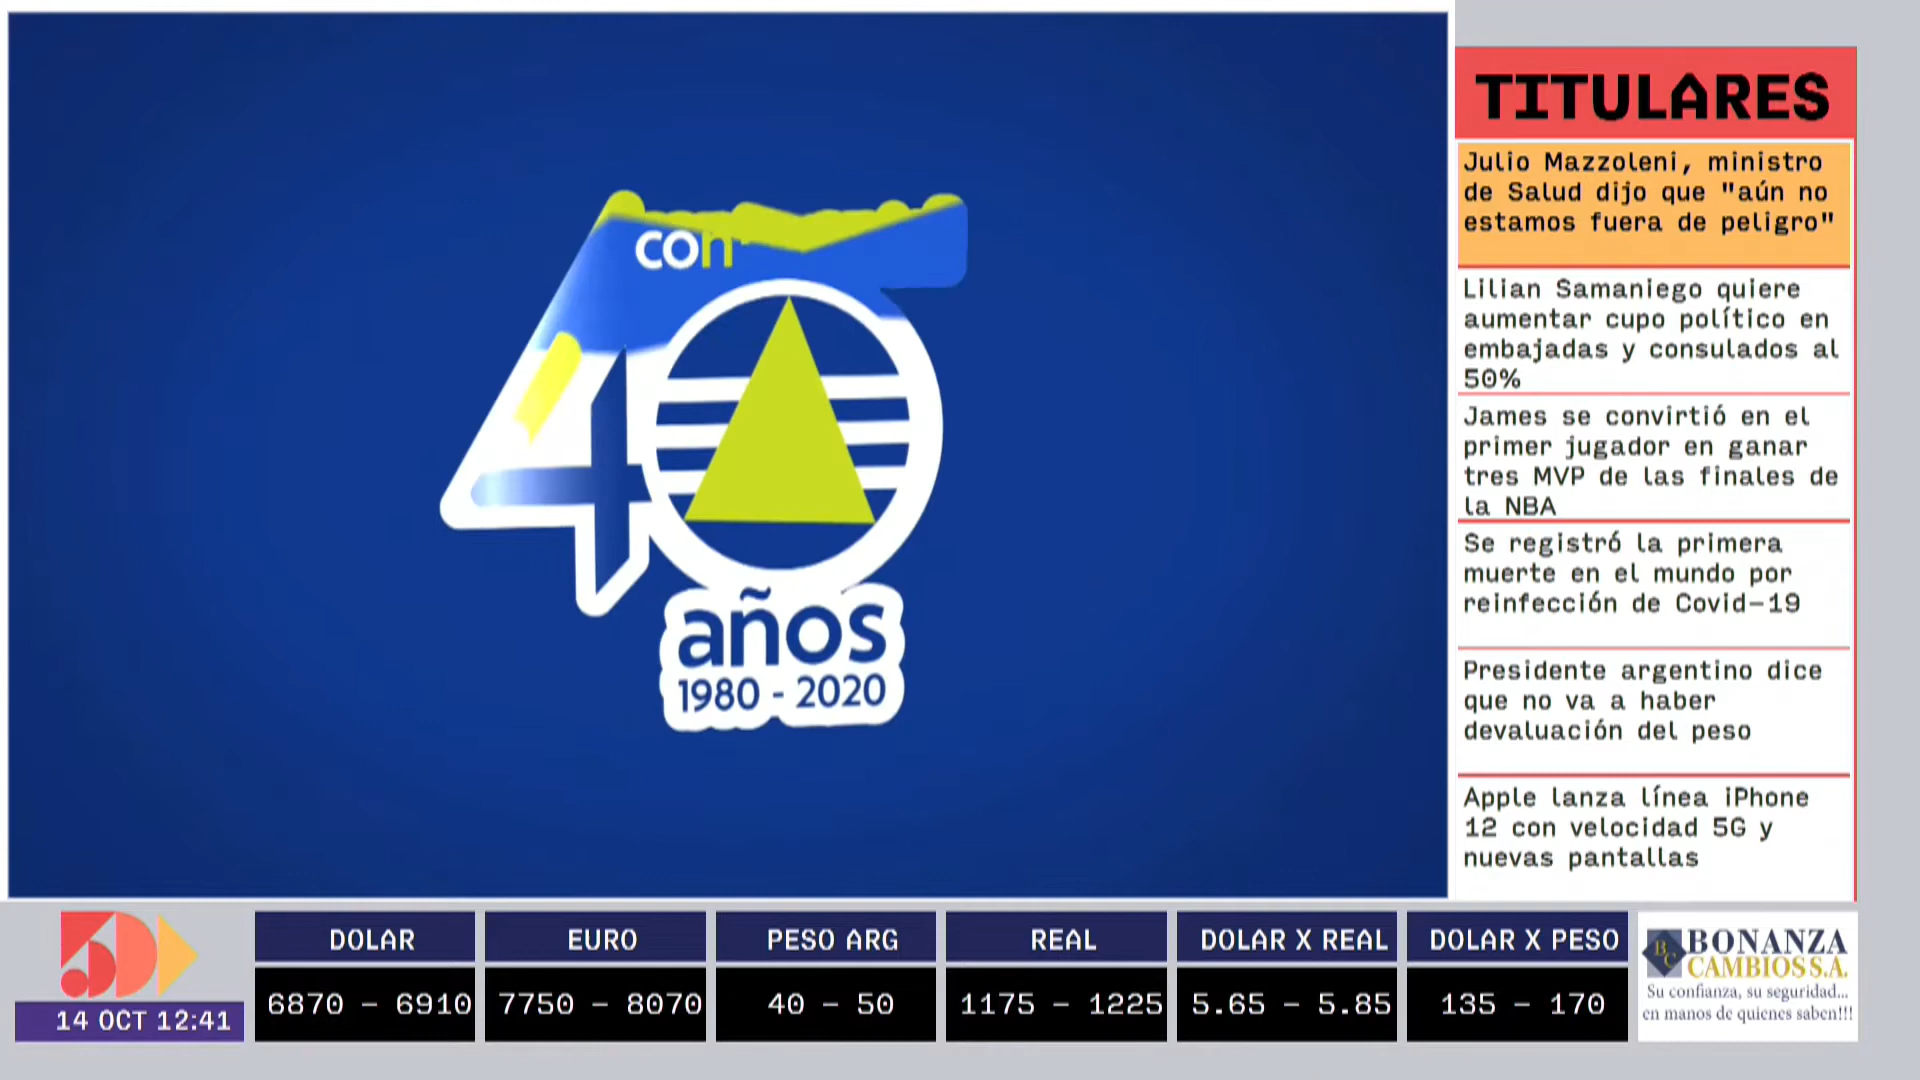 con
40
años
1980 - 2020
TITULARES
Julio Mazzoleni, ministro
de Salud dijo que "aún no
estamos fuera de peligro"
Lilian Samaniego quiere
aumentar cupo político en
embajadas y consulados al
50%
James se convirtió en el
primer jugador en ganar
tres MVP de las finales de
la NBA
Se registró la primera
muerte en el mundo por
reinfección de Covid-19
Presidente argentino dice
que no va a haber
devaluación del peso
Apple lanza línea iPhone
12 con velocidad 5G y
nuevas pantallas
14 OCT 12:41
DOLAR
6870 - 6910
EURO
7750 - 8070
PESO ARG
40 - 50
REAL
1175 - 1225
DOLAR X REAL
5.65 - 5.85
DOLAR X PESO
135 - 170
BC
BONANZA
CAMBIOS S.A.
Su confianza, su seguridad...
en manos de quienes saben!!!